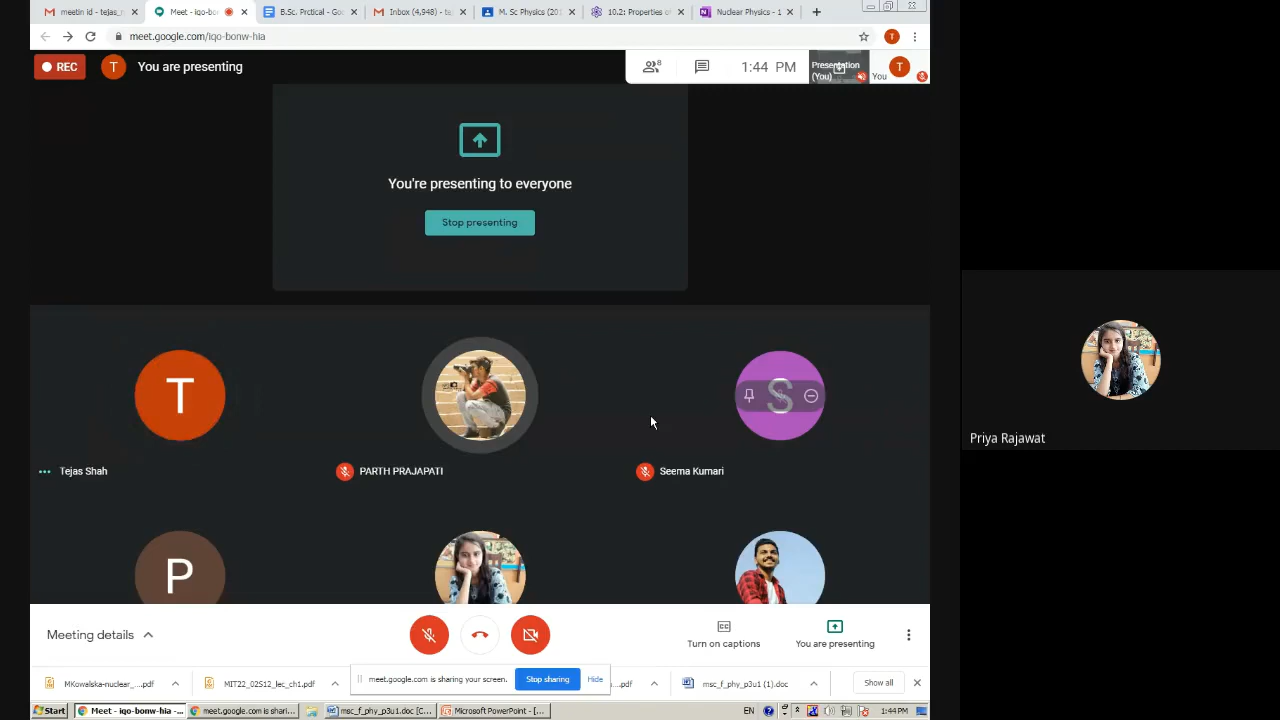 meetin id - tejas_r
Meet - iqo-bon
B.Sc. Prctical - G
Inbox (4,948) - t
M. Sc Physics (20
10.2: Properties o
Nuclear Physics - 1
meet.google.com/iqo-bonw-hia
T
REC
T
You are presenting
8
1:44 PM
Presentation
(You)
You
T
You're presenting to everyone
Stop presenting
T
S
Tejas Shah
PARTH PRAJAPATI
Seema Kumari
Priya Rajawat
P
Meeting details
Turn on captions
You are presenting
MKowalska-nuclear_....pdf
MIT22_02S12_lec_ch1.pdf
meet.google.com is sharing your screen.
Stop sharing
Hide
...pdf
msc_f_phy_p3u1 (1).doc
Show all
Start
Meet - iqo-bonw-hia -...
meet.google.com is shari...
msc_f_phy_p3u1.doc [C...
Microsoft PowerPoint - [...
EN
1:44 PM